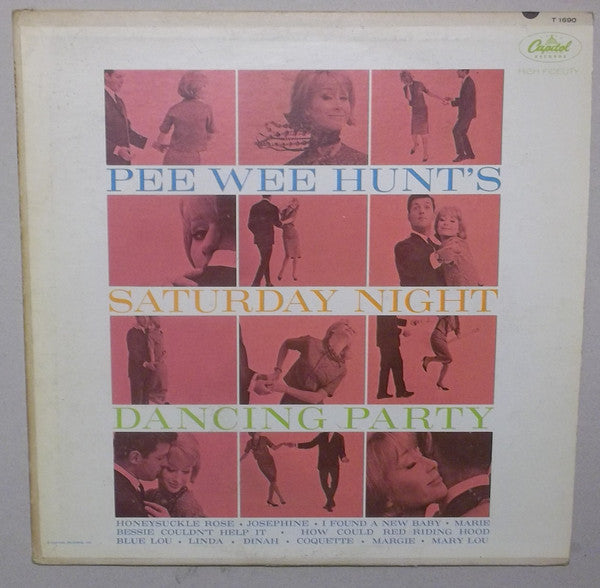 T 1690
Capitol
RECORDS
HIGH FIDELITY
PEE WEE HUNT'S
SATURDAY NIGHT
DANCING PARTY
HONEYSUCKLE ROSE • JOSEPHINE • I FOUND A NEW BABY • MARIE
BESSIE COULDN'T HELP IT • HOW COULD RED RIDING HOOD
BLUE LOU • LINDA • DINAH • COQUETTE • MARGIE • MARY LOU